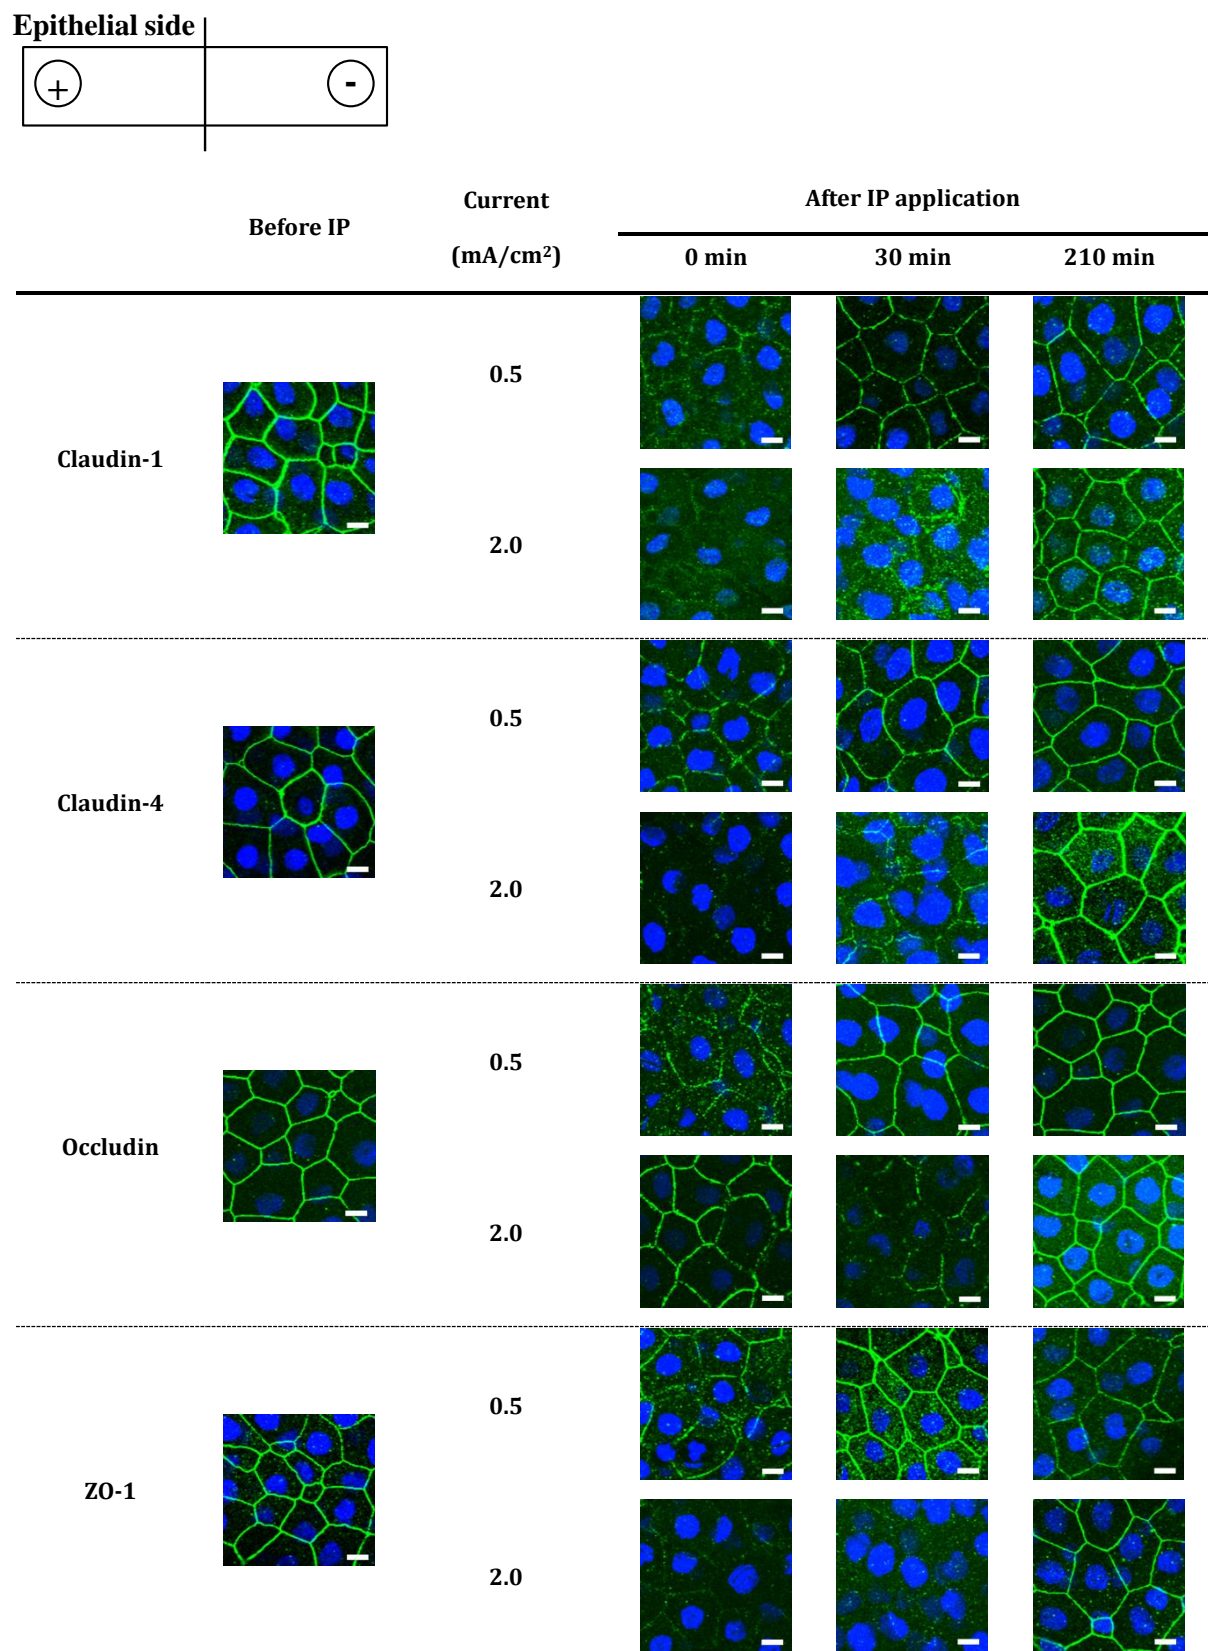 Epithelial side
+ -
Before IP
Current
(mA/cm²)
After IP application
0 min 30 min 210 min
Claudin-1
0.5
2.0
Claudin-4
0.5
2.0
Occludin
0.5
2.0
ZO-1
0.5
2.0